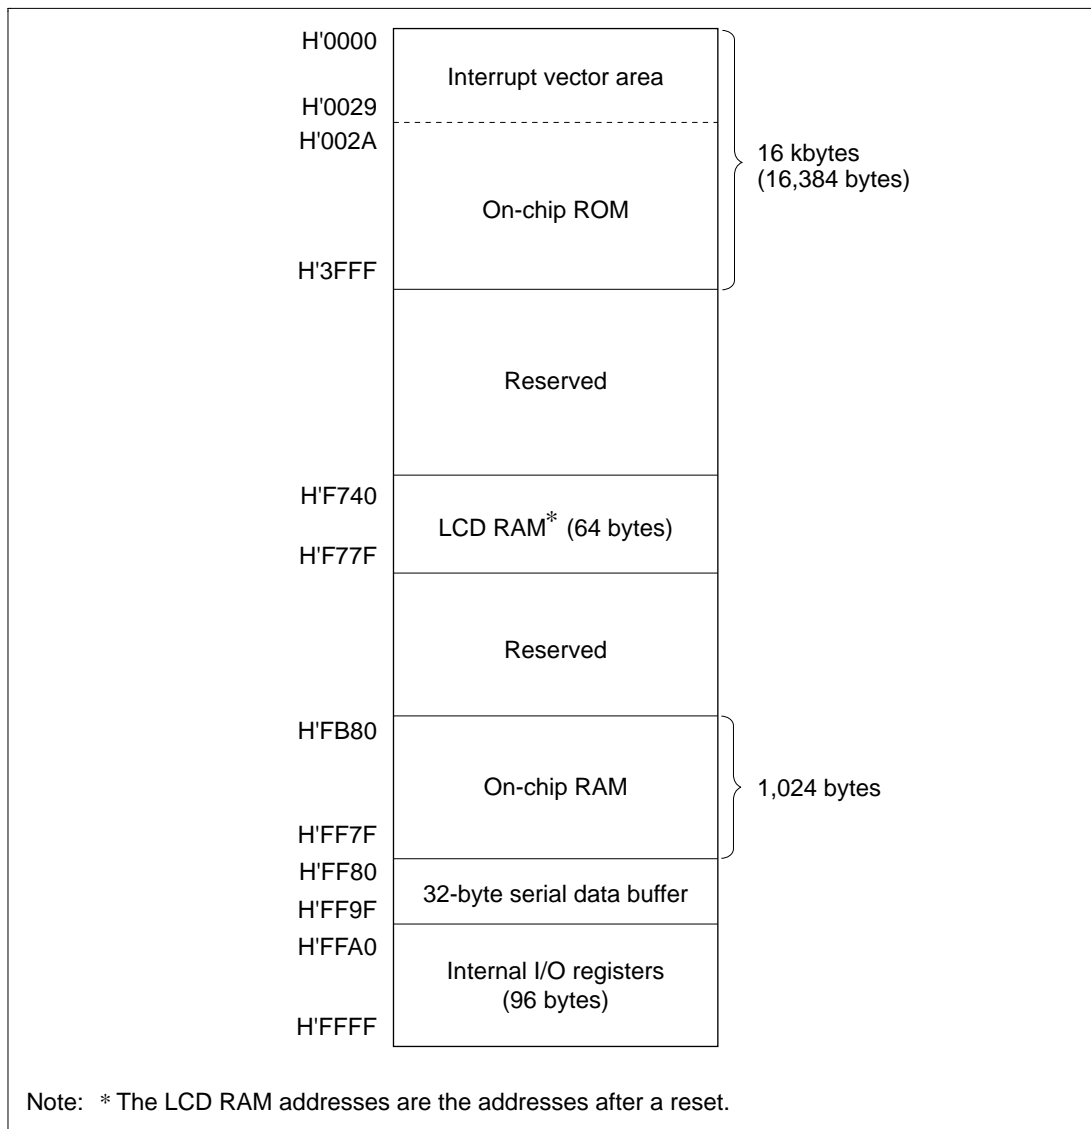 H'0000
Interrupt vector area
H'0029
H'002A
16 kbytes
(16,384 bytes)
On-chip ROM
H'3FFF
Reserved
H'F740
LCD RAM* (64 bytes)
H'F77F
Reserved
H'FB80
On-chip RAM
1,024 bytes
H'FF7F
H'FF80
32-byte serial data buffer
H'FF9F
H'FFA0
Internal I/O registers
(96 bytes)
H'FFFF
Note: * The LCD RAM addresses are the addresses after a reset.